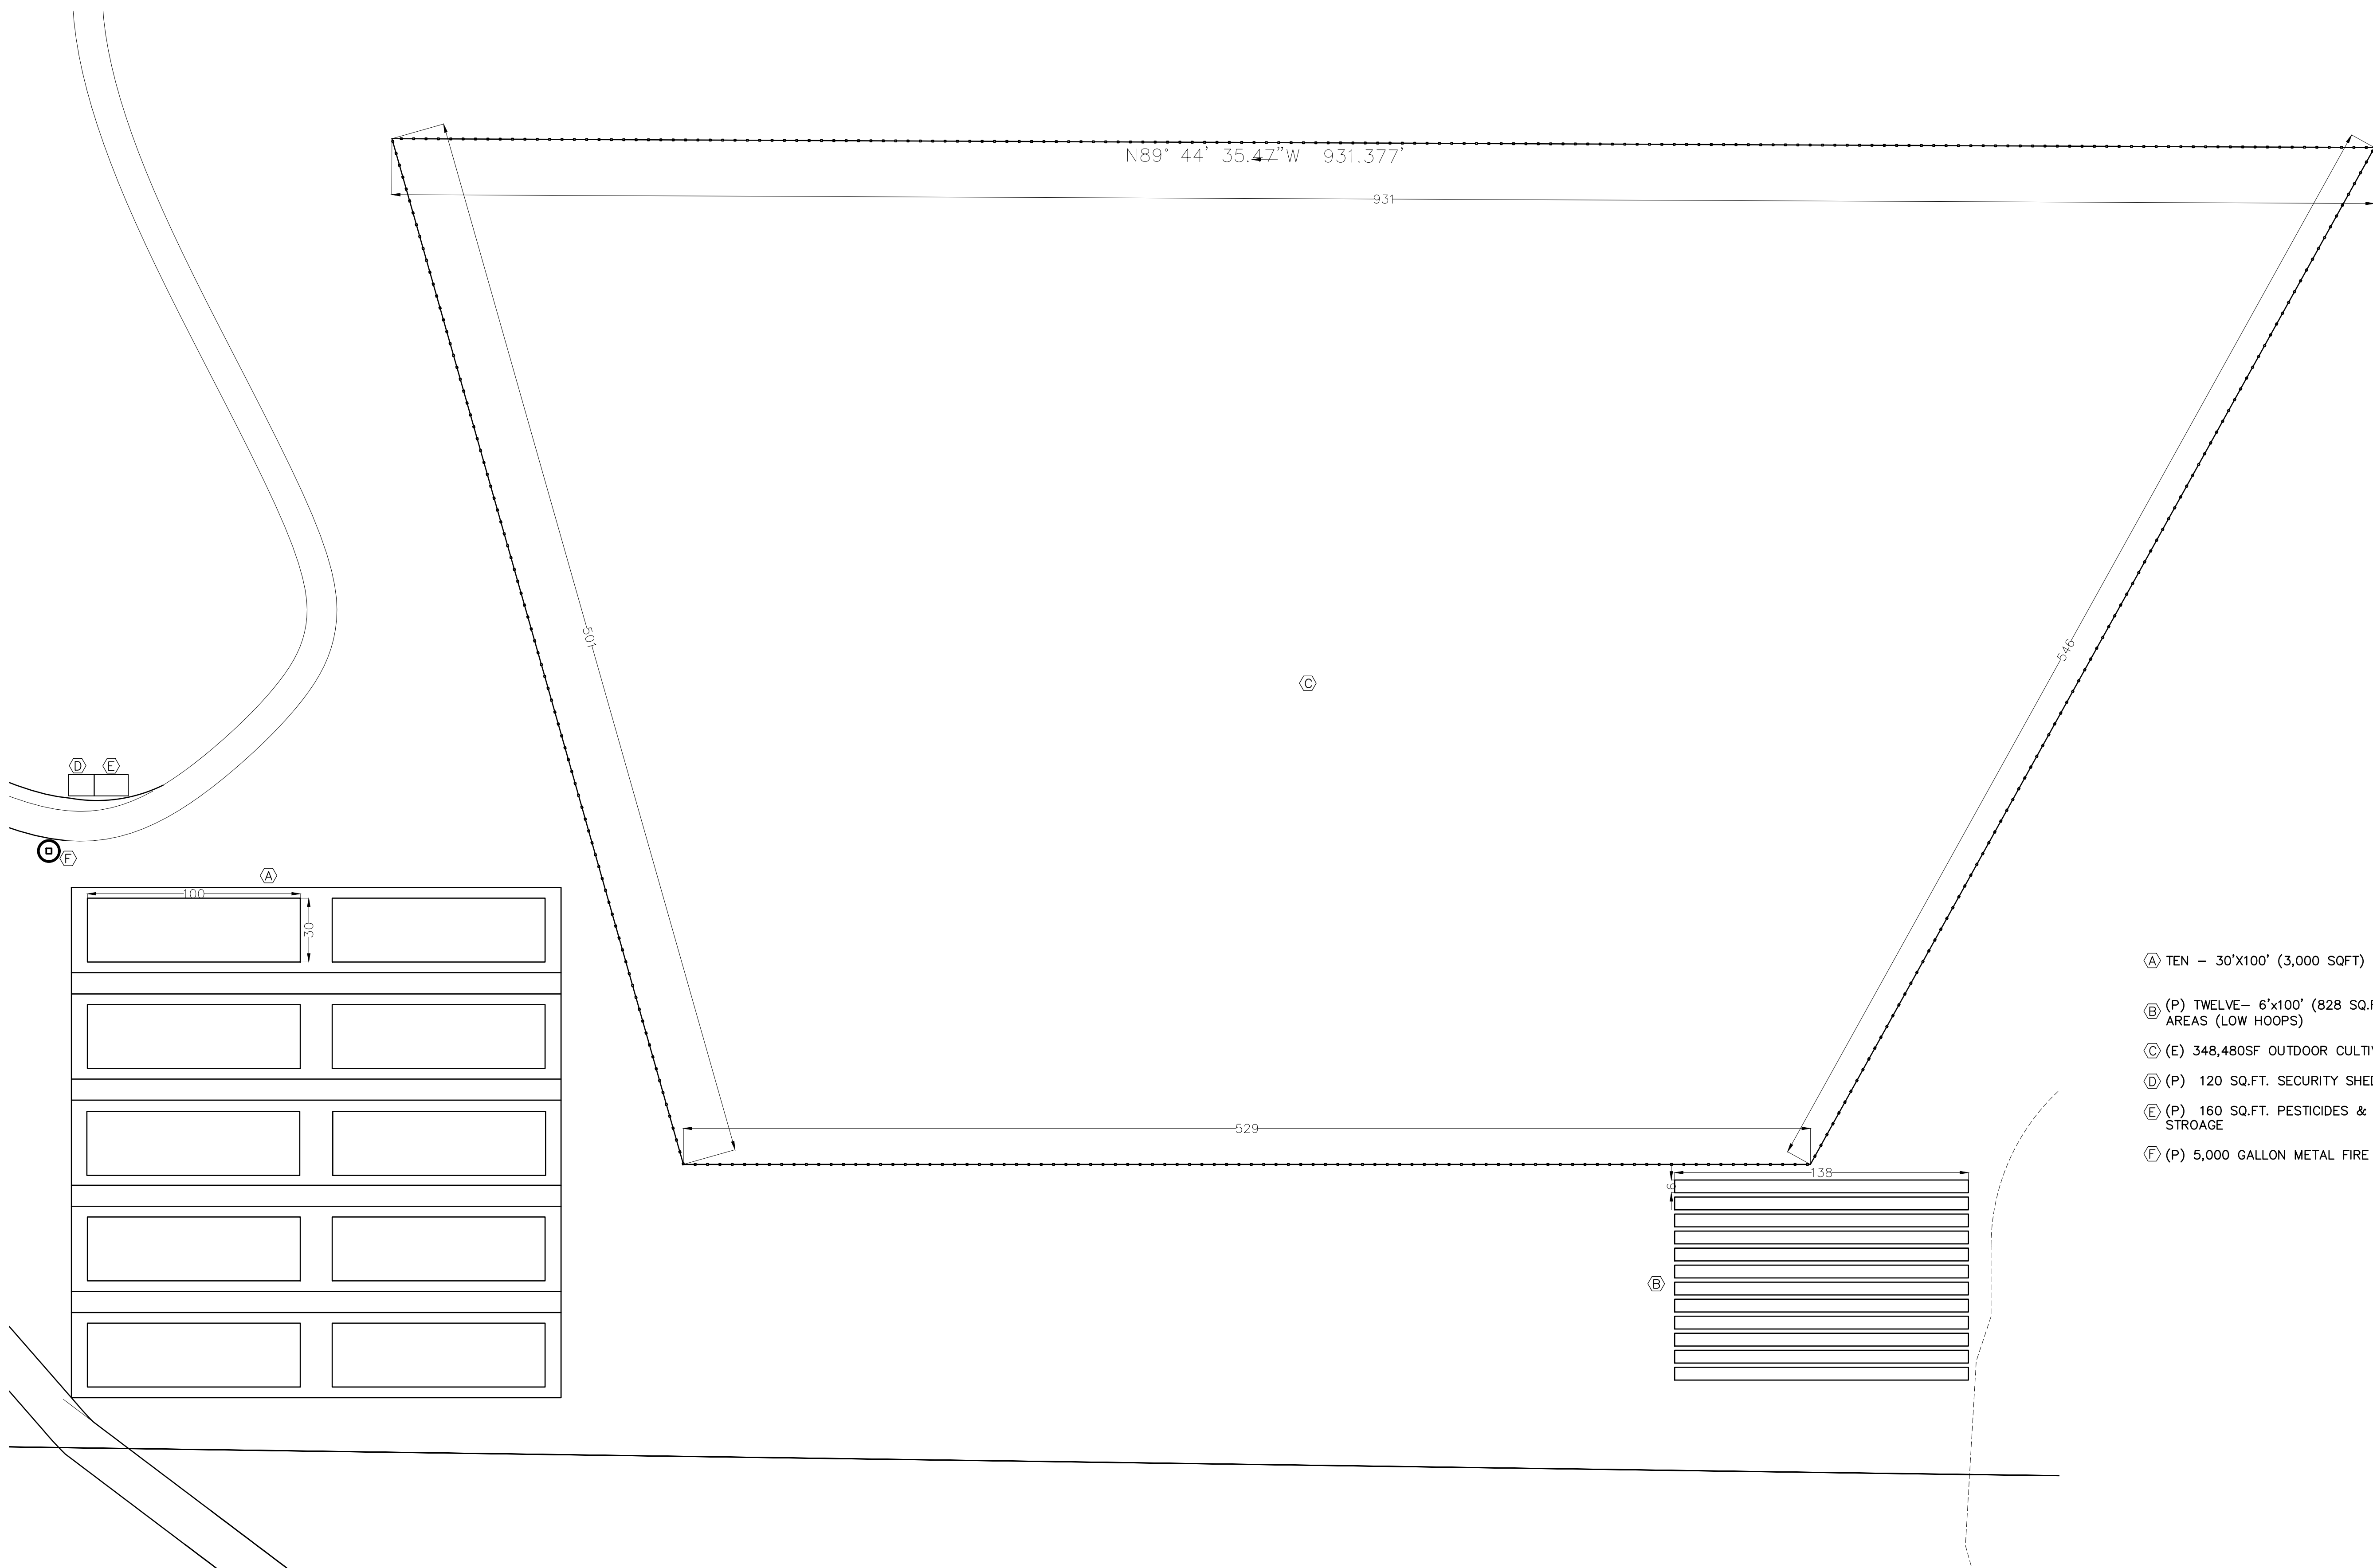 N89° 44' 35.47"W 931.377'
931
501
546
C
D E
F
A
100
30
529
138
6
B
A TEN – 30'X100' (3,000 SQFT)
B (P) TWELVE– 6'x100' (828 SQ.F
AREAS (LOW HOOPS)
C (E) 348,480SF OUTDOOR CULTI
D (P) 120 SQ.FT. SECURITY SHE
E (P) 160 SQ.FT. PESTICIDES &
STROAGE
F (P) 5,000 GALLON METAL FIRE